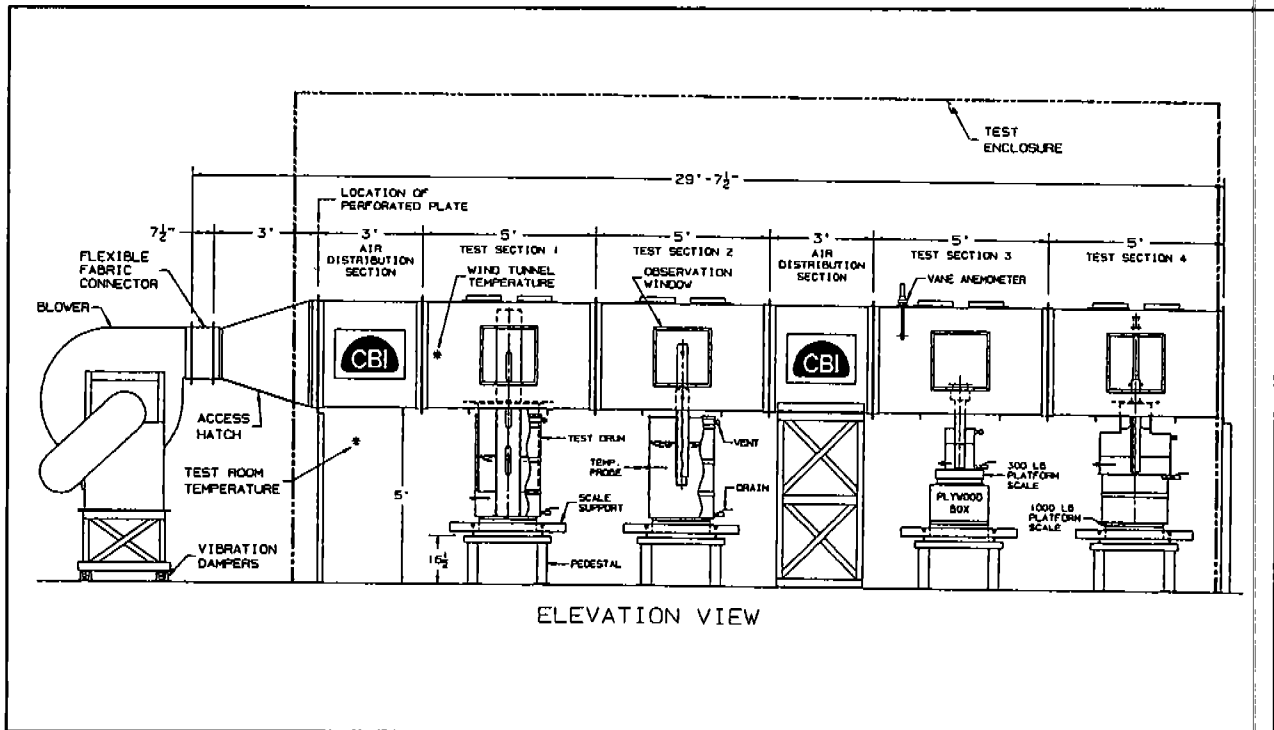 TEST
ENCLOSURE
29'-7½"
LOCATION OF
PERFORATED PLATE
7½"
3'
3'
5'
5'
3'
5'
5'
FLEXIBLE
FABRIC
CONNECTOR
AIR
DISTRIBUTION
SECTION
TEST SECTION 1
TEST SECTION 2
AIR
DISTRIBUTION
SECTION
TEST SECTION 3
TEST SECTION 4
WIND TUNNEL
TEMPERATURE
OBSERVATION
WINDOW
VANE ANEMOMETER
BLOWER
CBI
CBI
ACCESS
HATCH
TEST ROOM
TEMPERATURE
5'
TEST DRUM
TEMP.
PROBE
VENT
DRAIN
SCALE
SUPPORT
300 LB
PLATFORM
SCALE
PLYWOOD
BOX
1000 LB
PLATFORM
SCALE
VIBRATION
DAMPERS
16½
PEDESTAL
ELEVATION VIEW